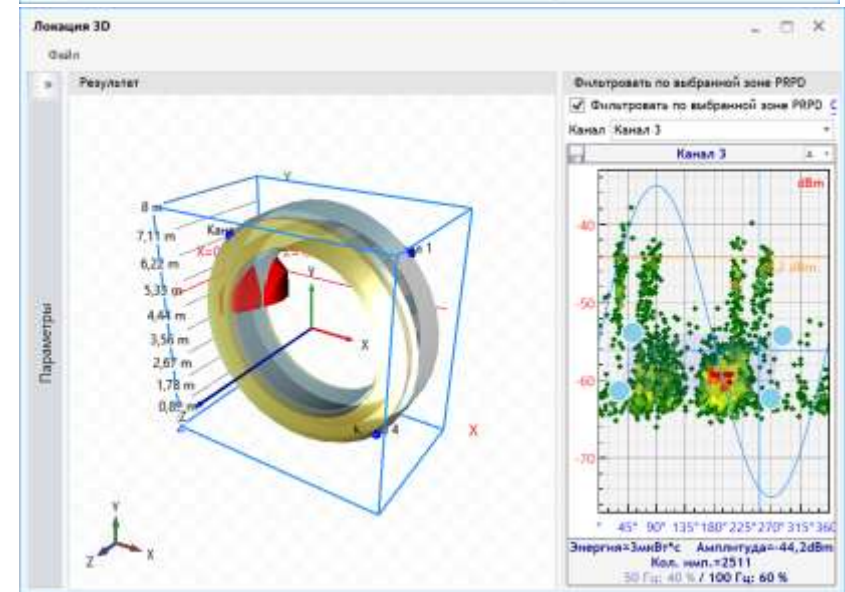 Локация 3D
Файл
Результат
Фильтровать по выбранной зоне PRPD
Фильтровать по выбранной зоне PRPD
Канал Канал 3
Канал 3
dBm
-40
-50
-60
-70
45° 90° 135° 180° 225° 270° 315° 360
Энергия=3мкВт*с Амплитуда=-44,2dBm
Кол. имп.=2511
50 Гц: 40 % / 100 Гц: 60 %
Параметры
Y
8 m
7,11 m
6,22 m
5,33 m
4,44 m
3,56 m
2,67 m
1,78 m
0,89 m
Z
1
4
Y
X
X
Y
Z
X